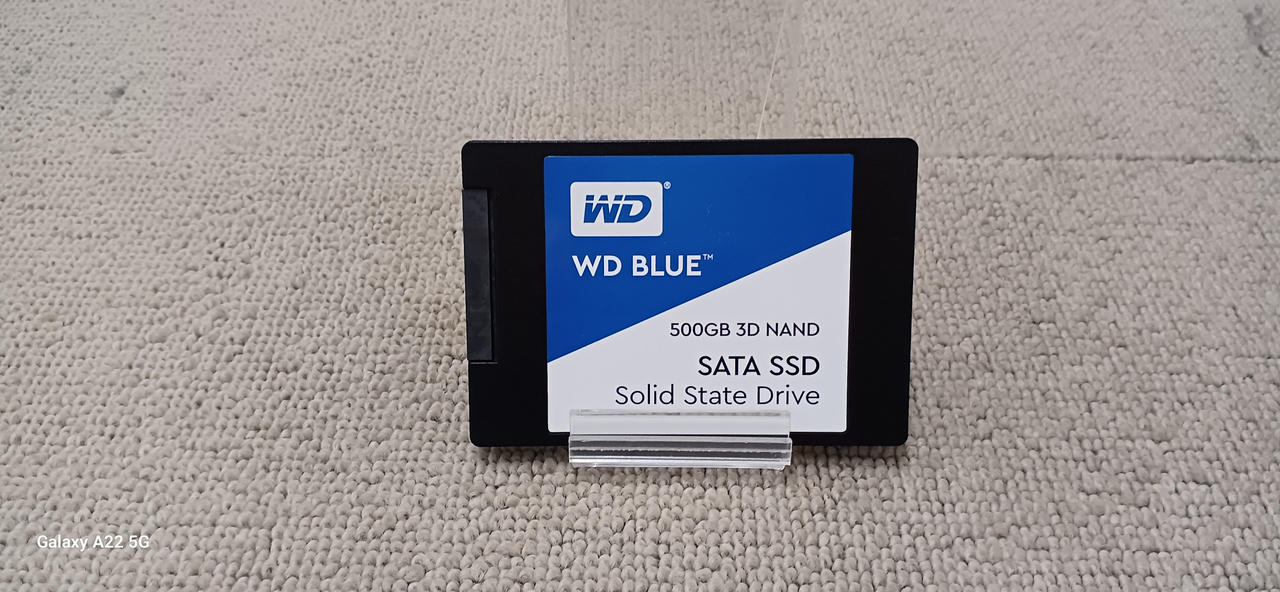 WD®
WD BLUE™
500GB 3D NAND
SATA SSD
Solid State Drive
Galaxy A22 5G